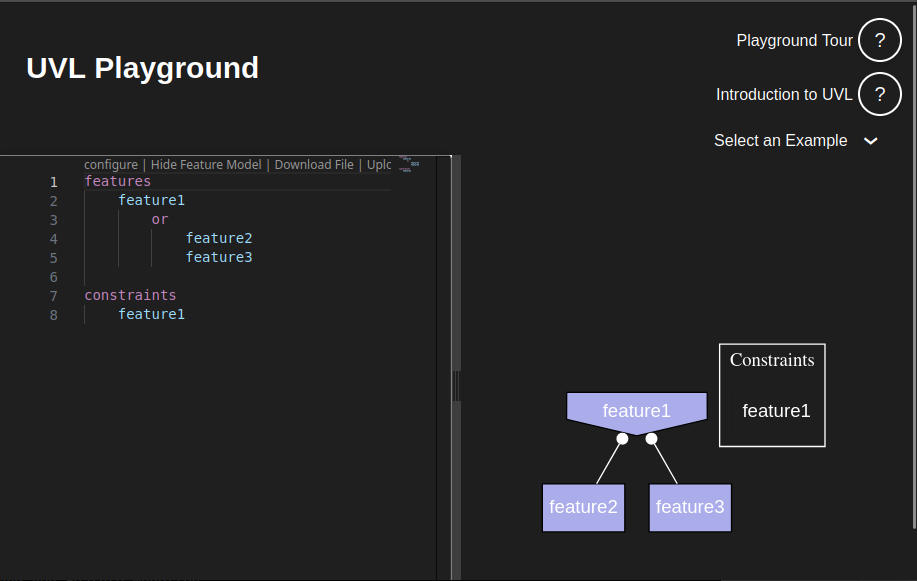 Playground Tour ?
UVL Playground
Introduction to UVL ?
Select an Example
configure | Hide Feature Model | Download File | Uplc
1 features
2 feature1
3 or
4 feature2
5 feature3
6
7 constraints
8 feature1
Constraints
feature1
feature1
feature2 feature3